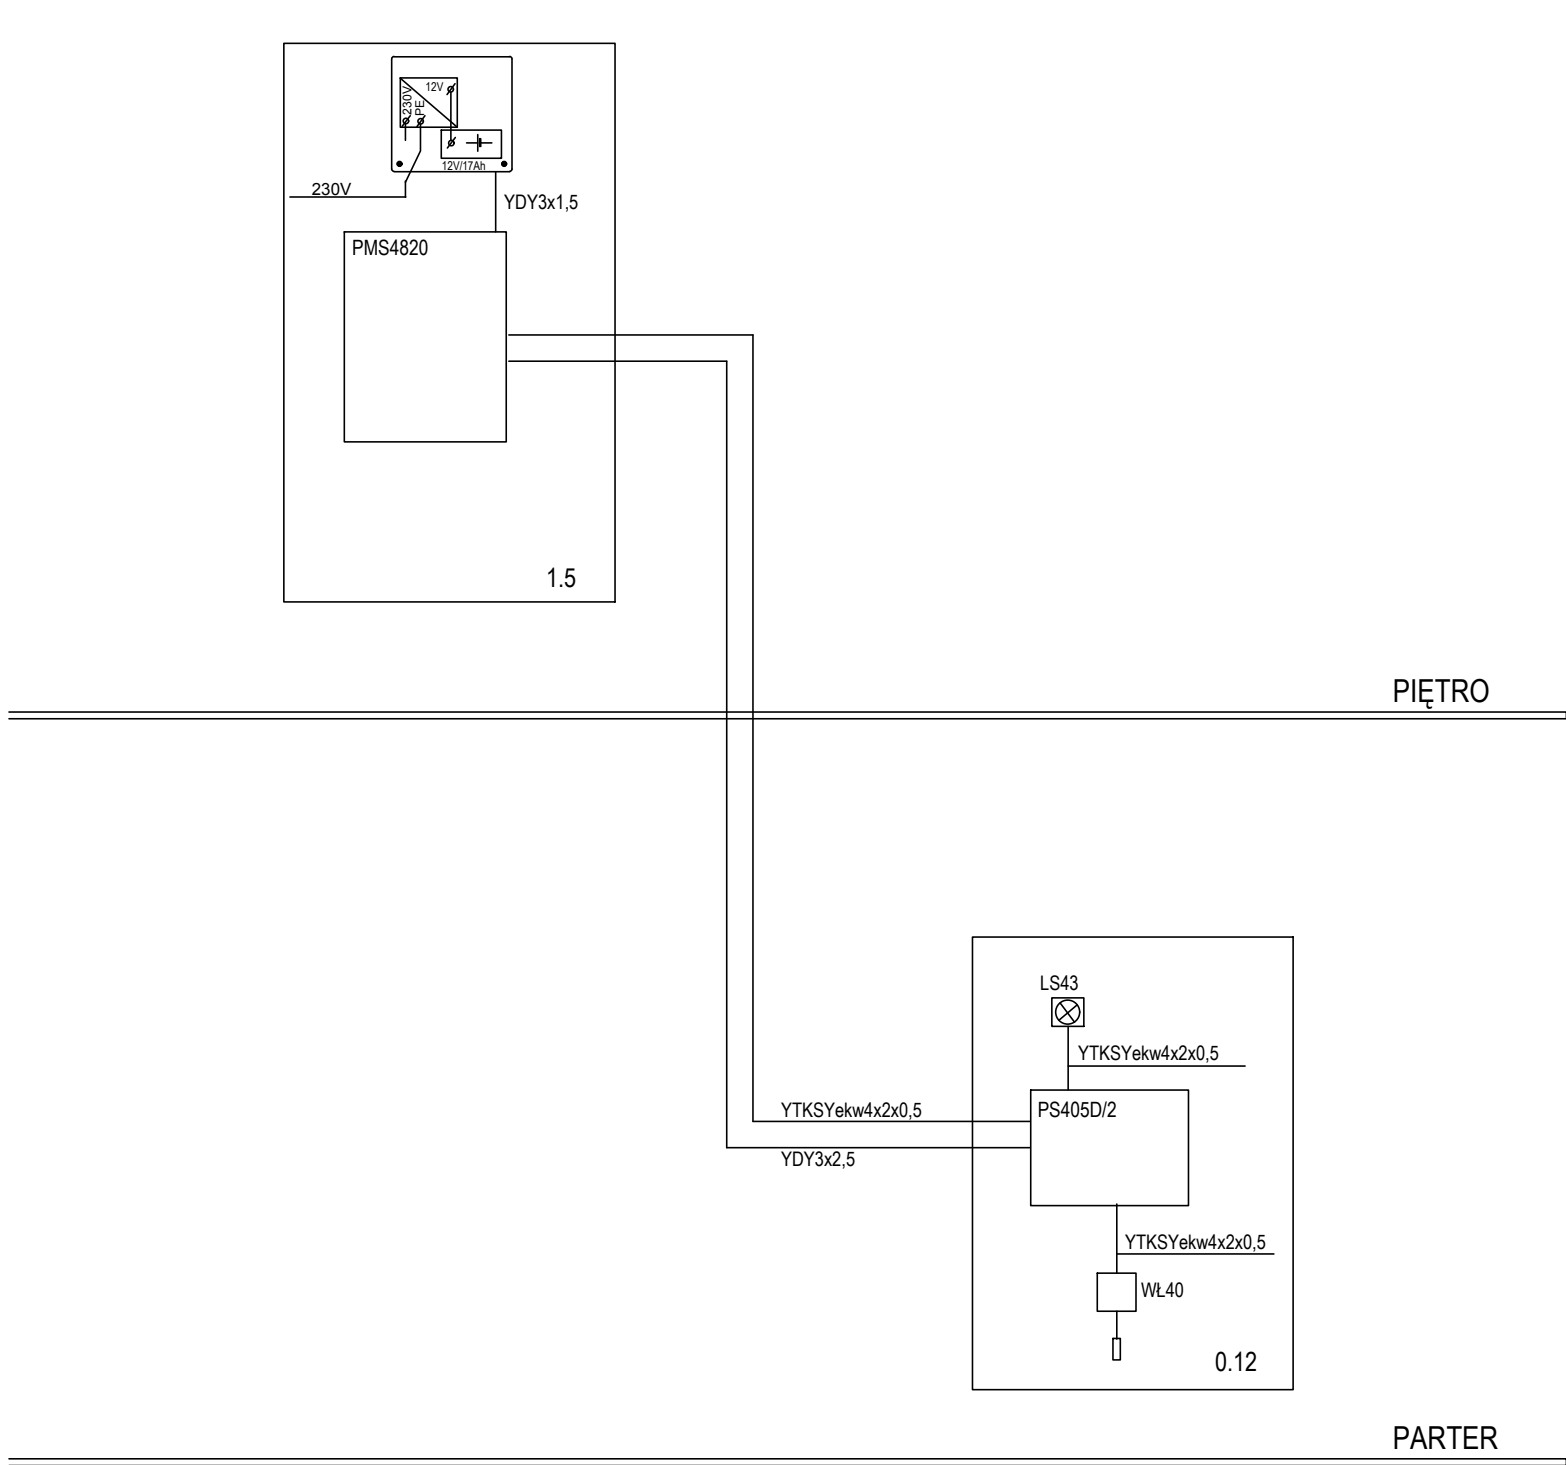 12V
230V
PE
12V/17Ah
230V
YDY3x1,5
PMS4820
1.5
PIĘTRO
LS43
YTKSYekw4x2x0,5
YTKSYekw4x2x0,5
PS405D/2
YDY3x2,5
YTKSYekw4x2x0,5
WŁ40
0.12
PARTER